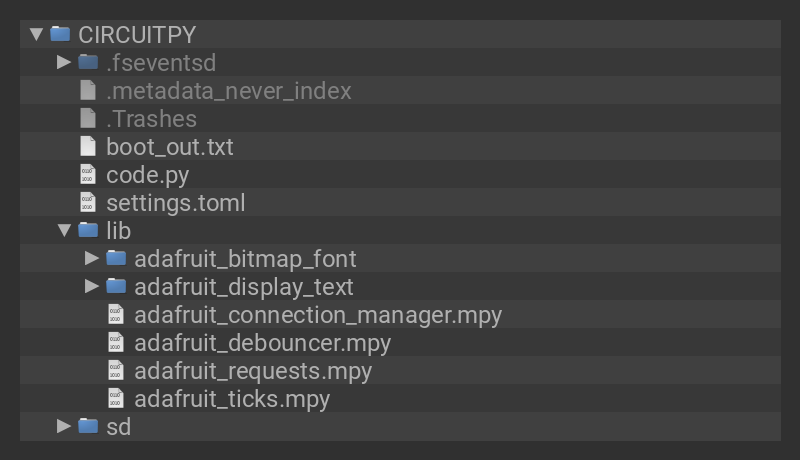 CIRCUITPY
.fseventsd
.metadata_never_index
.Trashes
boot_out.txt
code.py
settings.toml
lib
adafruit_bitmap_font
adafruit_display_text
adafruit_connection_manager.mpy
adafruit_debouncer.mpy
adafruit_requests.mpy
adafruit_ticks.mpy
sd